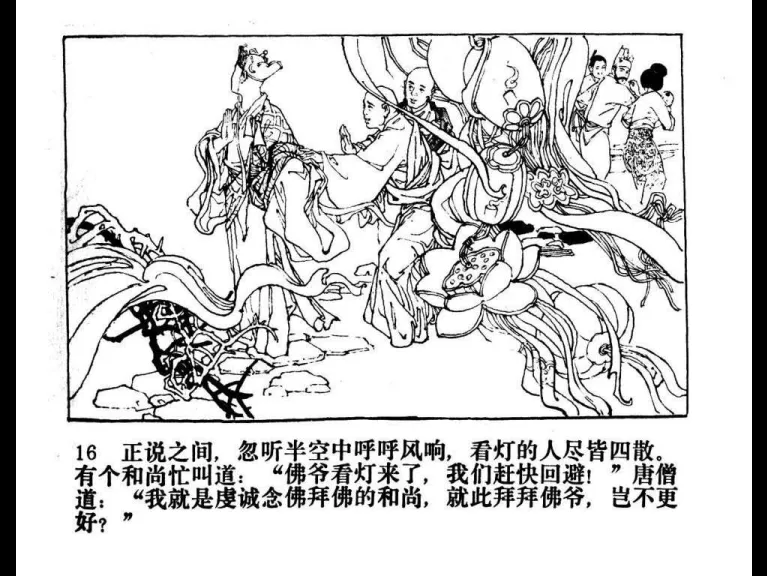 16 正说之间，忽听半空中呼呼风响，看灯的人尽皆四散。
有个和尚忙叫道：“佛爷看灯来了，我们赶快回避！”唐僧
道：“我就是虔诚念佛拜佛的和尚，就此拜拜佛爷，岂不更
好？”